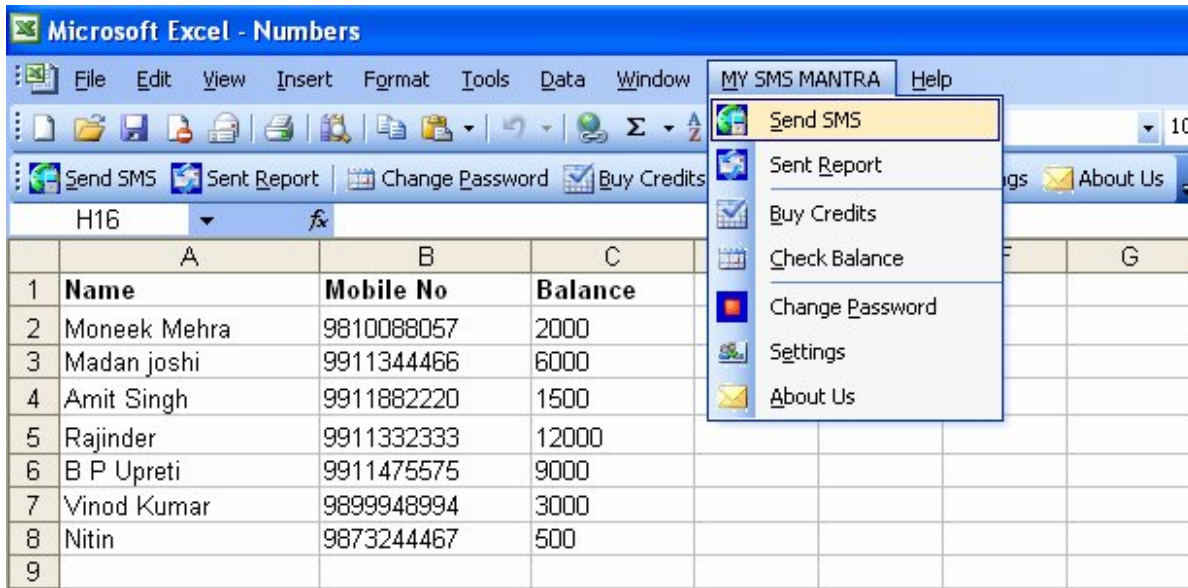 Microsoft Excel - Numbers
File Edit View Insert Format Tools Data Window MY SMS MANTRA Help
Send SMS
Σ A Z 10
Sent Report
Send SMS Sent Report Change Password Buy Credits gs About Us
Buy Credits
H16 fx
Check Balance
A B C F G
Change Password
1 Name Mobile No Balance
2 Moneek Mehra 9810088057 2000
Settings
3 Madan joshi 9911344466 6000
About Us
4 Amit Singh 9911882220 1500
5 Rajinder 9911332333 12000
6 B P Upreti 9911475575 9000
7 Vinod Kumar 9899948994 3000
8 Nitin 9873244467 500
9